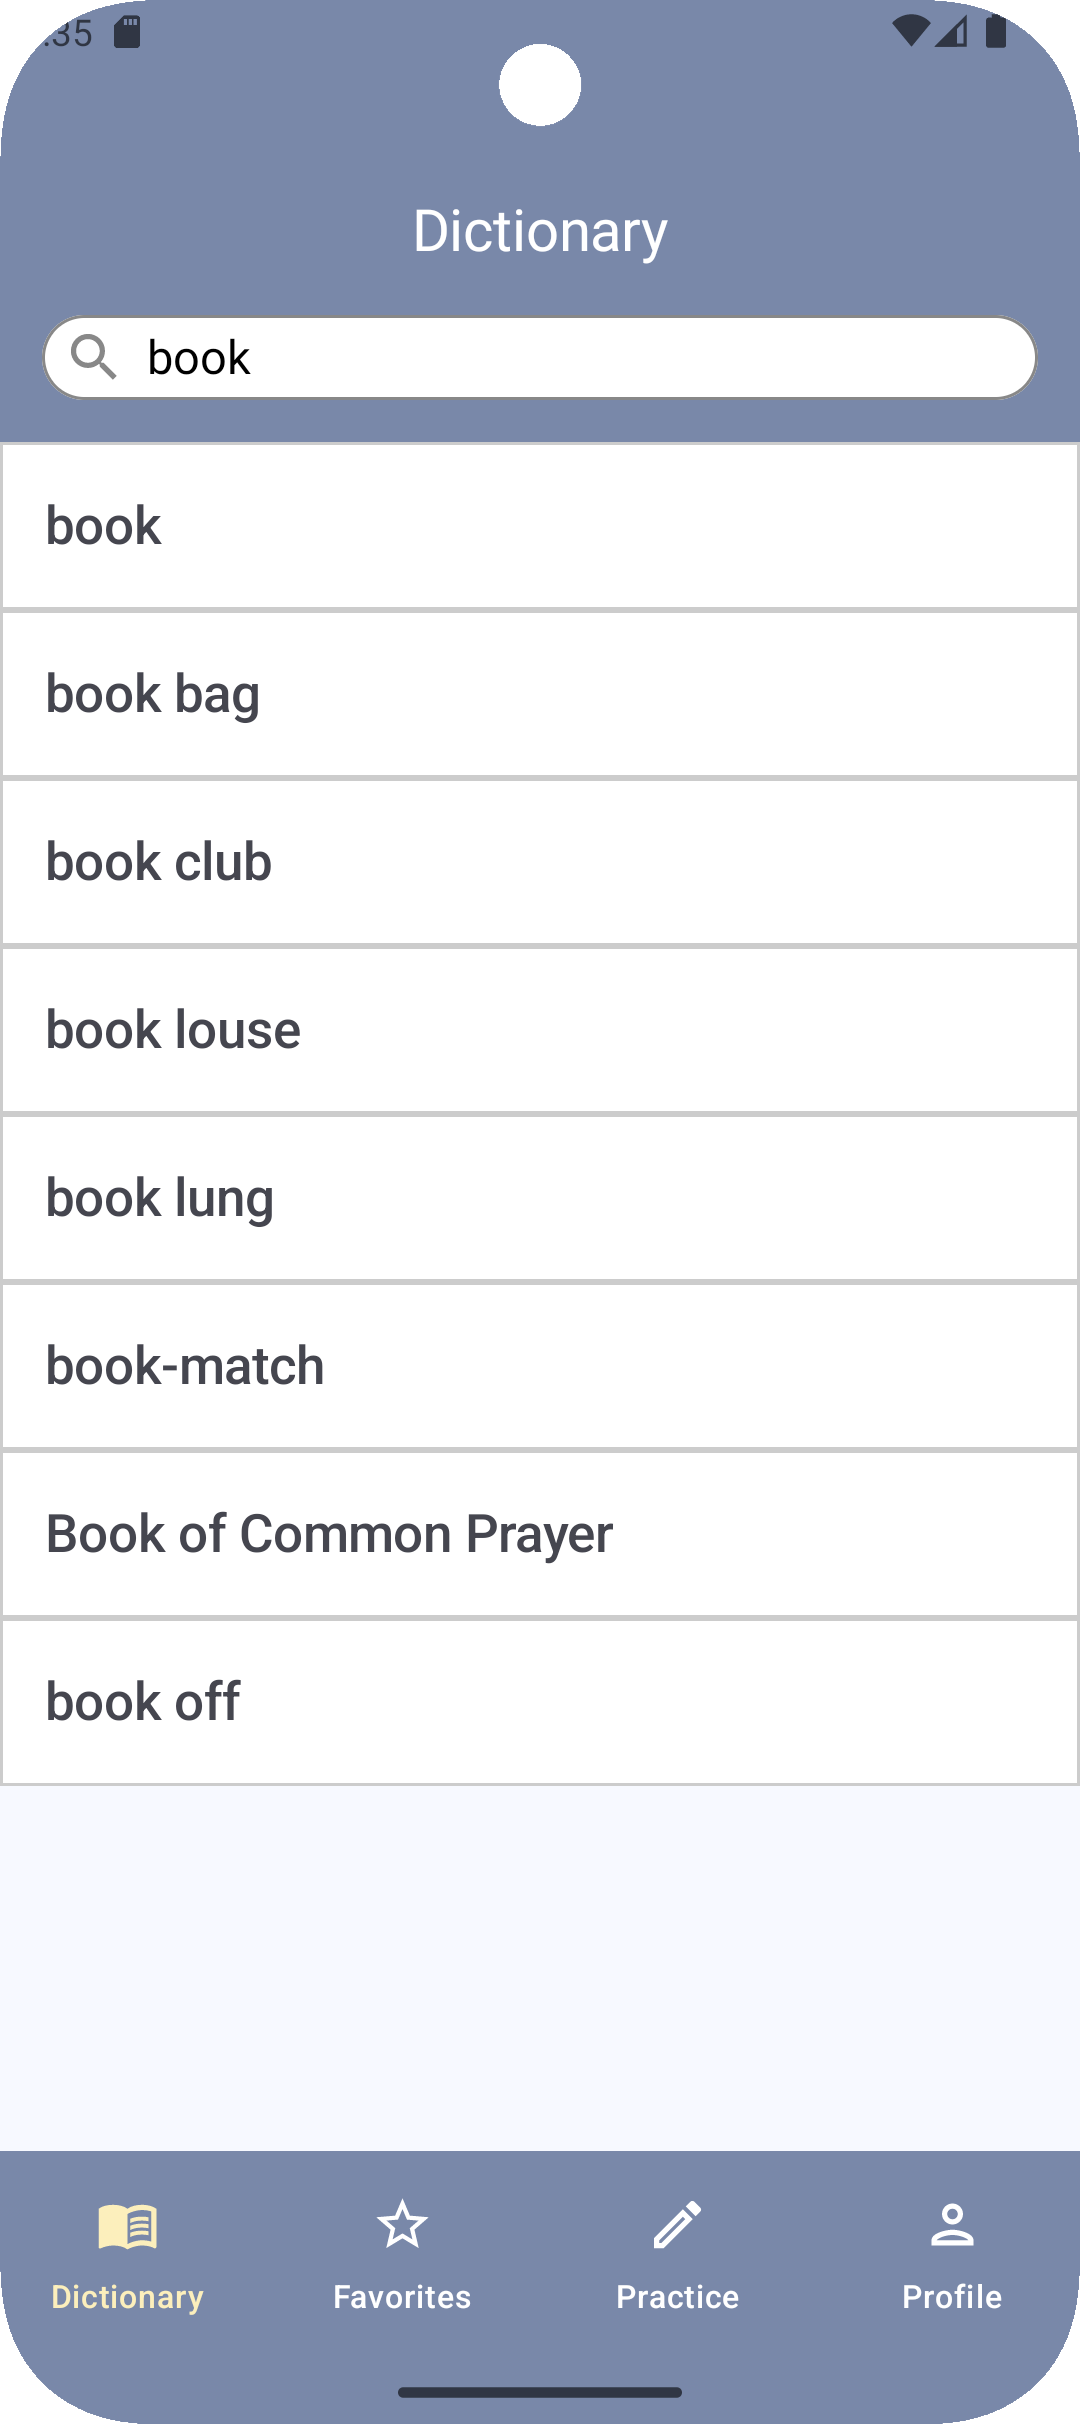 :35
Dictionary
book
book
book bag
book club
book louse
book lung
book-match
Book of Common Prayer
book off
Dictionary
Favorites
Practice
Profile